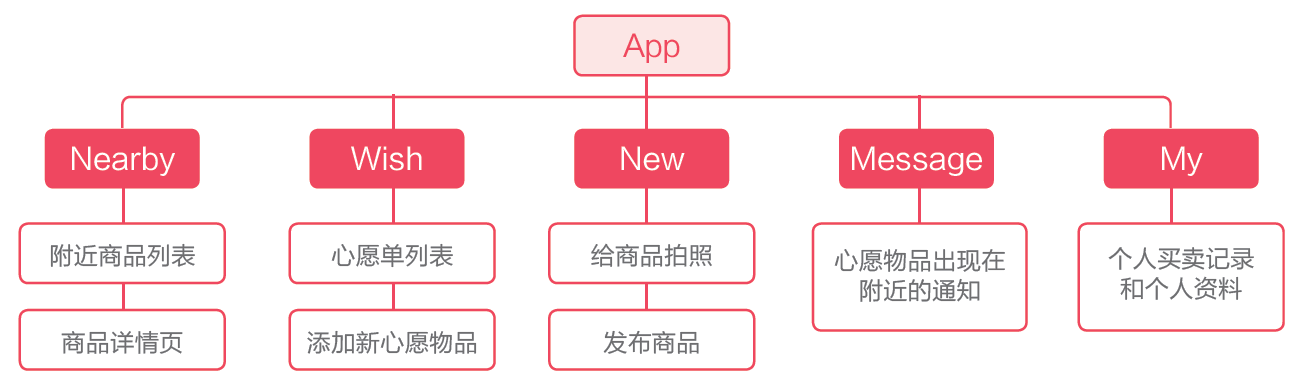 App
Nearby
Wish
New
Message
My
附近商品列表
心愿单列表
给商品拍照
心愿物品出现在
附近的通知
个人买卖记录
和个人资料
商品详情页
添加新心愿物品
发布商品